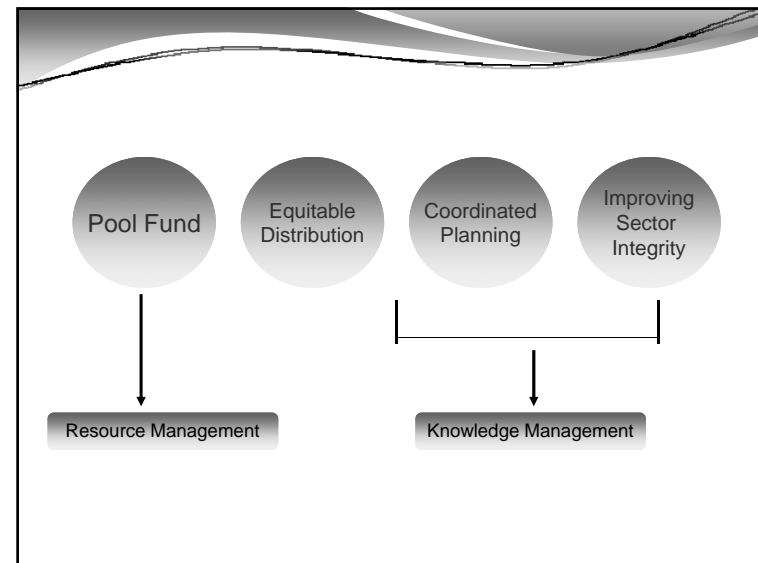 Pool Fund
Equitable
Distribution
Coordinated
Planning
Improving
Sector
Integrity
Resource Management
Knowledge Management